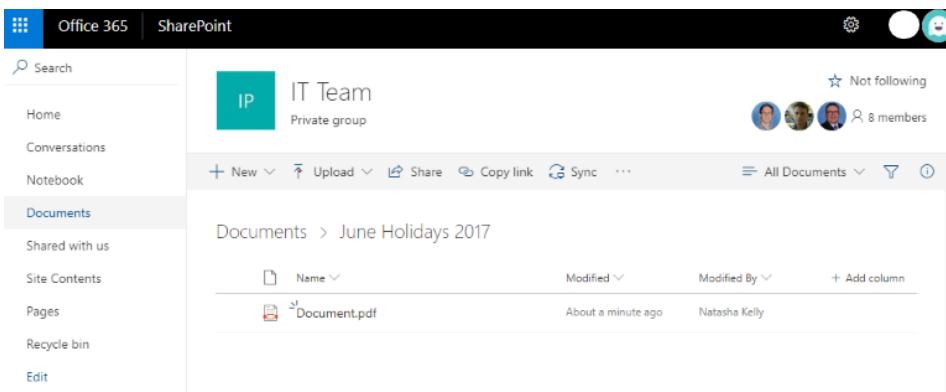 Office 365 SharePoint
Search
Home
Conversations
Notebook
Documents
Shared with us
Site Contents
Pages
Recycle bin
Edit
IP
IT Team
Private group
Not following
8 members
New Upload Share Copy link Sync ... All Documents
Documents > June Holidays 2017
Name Modified Modified By + Add column
Document.pdf About a minute ago Natasha Kelly